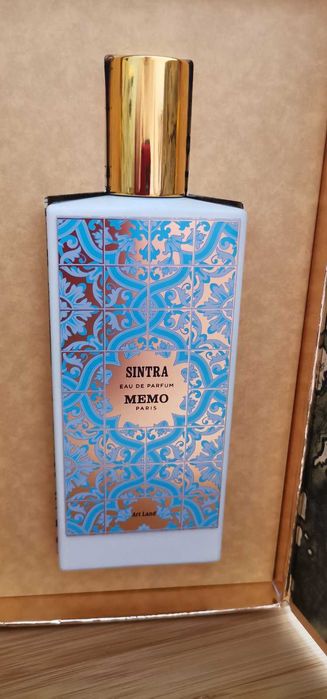 SINTRA
EAU DE PARFUM
MEMO
PARIS
Art Land